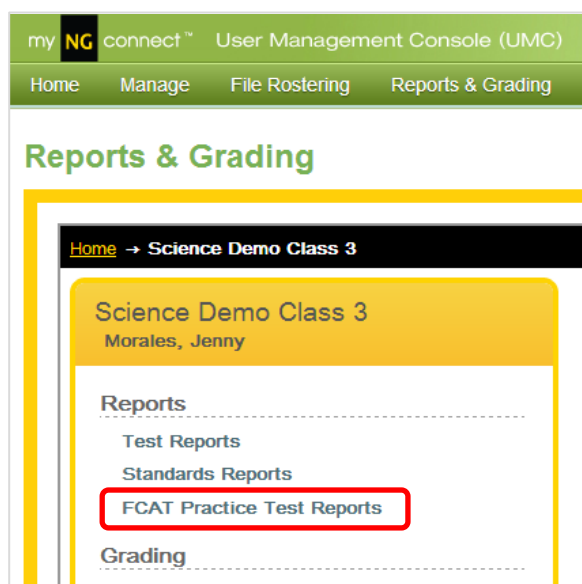 my NG connect™ User Management Console (UMC)
Home Manage File Rostering Reports & Grading
Reports & Grading
Home → Science Demo Class 3
Science Demo Class 3
Morales, Jenny
Reports
Test Reports
Standards Reports
FCAT Practice Test Reports
Grading